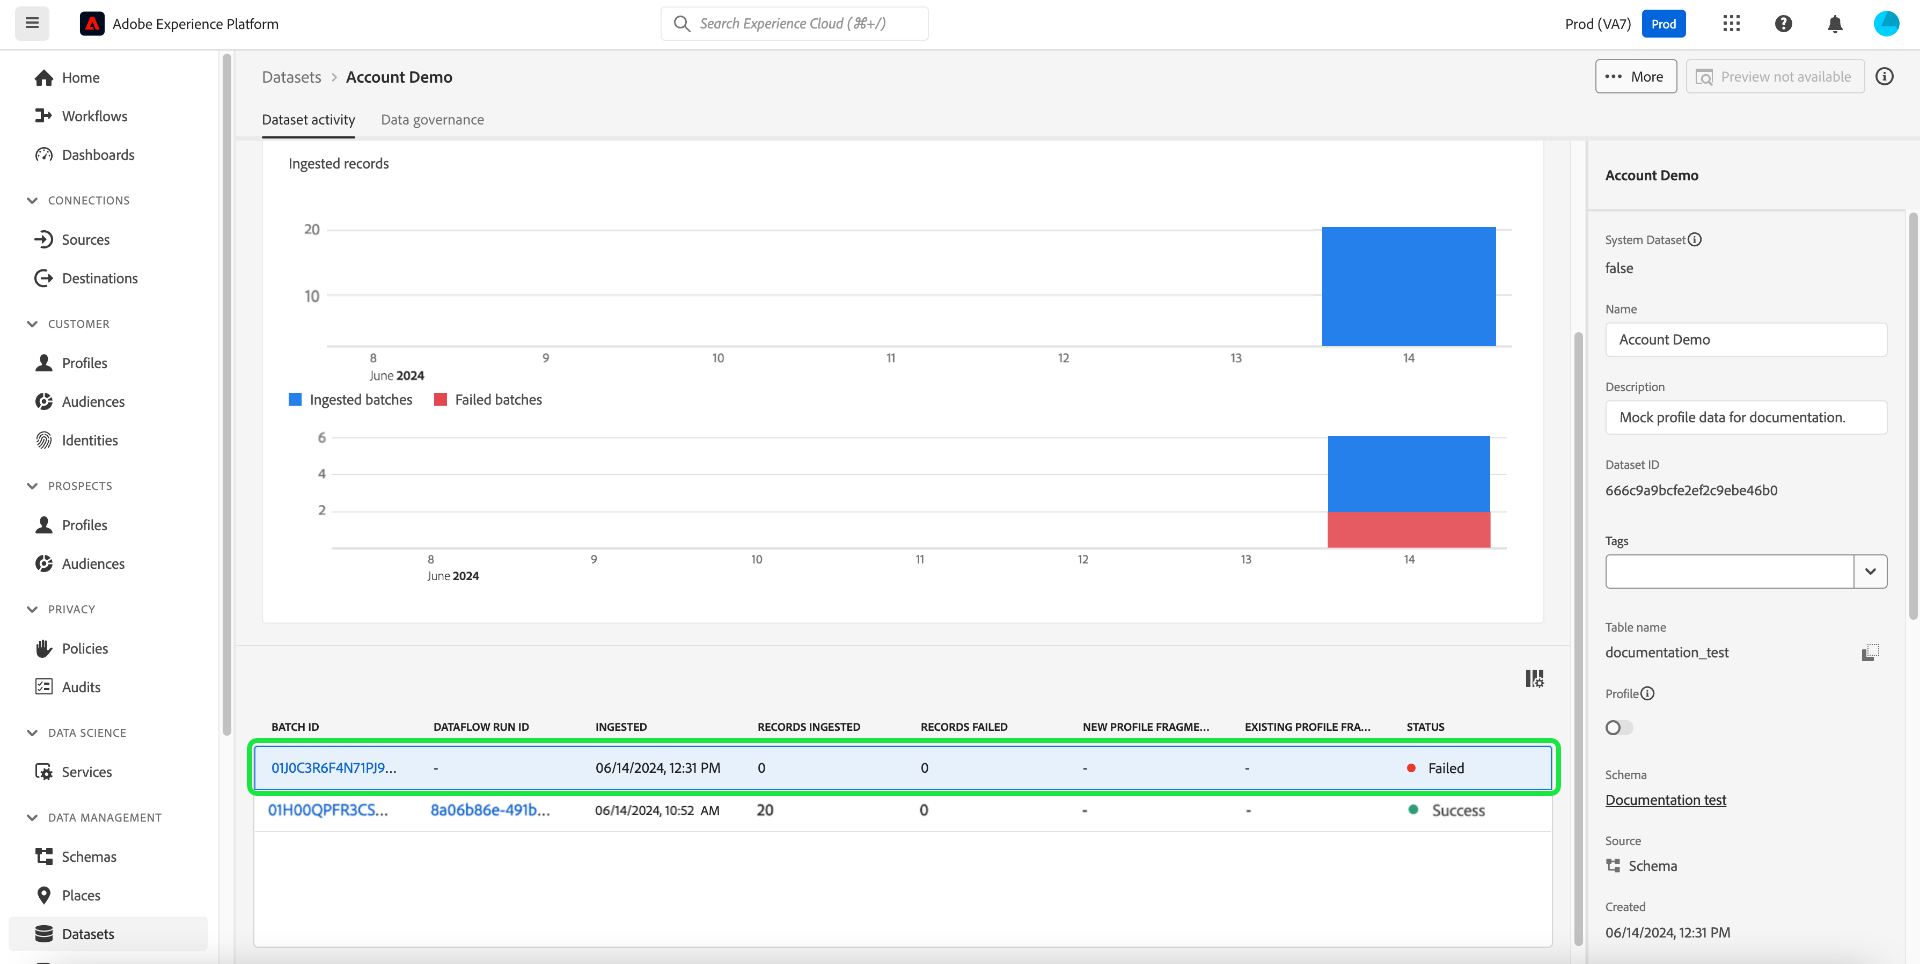 Adobe Experience Platform
Search Experience Cloud (⌘+/)
Prod (VA7)
Prod
Home
Workflows
Dashboards
CONNECTIONS
Sources
Destinations
CUSTOMER
Profiles
Audiences
Identities
PROSPECTS
Profiles
Audiences
PRIVACY
Policies
Audits
DATA SCIENCE
Services
DATA MANAGEMENT
Schemas
Places
Datasets
Datasets > Account Demo
More
Preview not available
Dataset activity
Data governance
Ingested records
20
10
8 9 10 11 12 13 14
June 2024
Ingested batches Failed batches
6
4
2
8 9 10 11 12 13 14
June 2024
BATCH ID DATAFLOW RUN ID INGESTED RECORDS INGESTED RECORDS FAILED NEW PROFILE FRAGME... EXISTING PROFILE FRA... STATUS
01J0C3R6F4N71PJ9... - 06/14/2024, 12:31 PM 0 0 - - Failed
01H00QPFR3CS... 8a06b86e-491b... 06/14/2024, 10:52 AM 20 0 - - Success
Account Demo
System Dataset
false
Name
Account Demo
Description
Mock profile data for documentation.
Dataset ID
666c9a9bcfe2ef2c9ebe46b0
Tags
Table name
documentation_test
Profile
Schema
Documentation test
Source
Schema
Created
06/14/2024, 12:31 PM